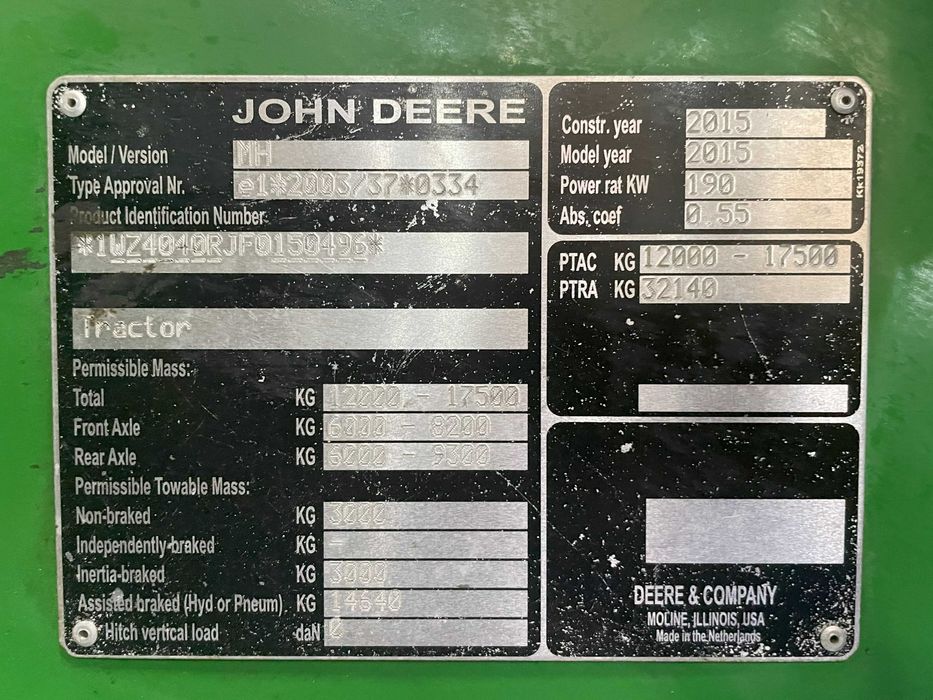 JOHN DEERE
Model / Version MH
Type Approval Nr. e1*2003/37*0334
Product Identification Number
*1WZ4040RJF0150496*
Tractor
Permissible Mass:
Total KG 12000 - 17500
Front Axle KG 6000 - 8200
Rear Axle KG 6000 - 9300
Permissible Towable Mass:
Non-braked KG 3000
Independently-braked KG -
Inertia-braked KG 3000
Assisted braked (Hyd or Pneum) KG 14640
Hitch vertical load daN 0
Constr. year 2015
Model year 2015
Power rat KW 190
Abs. coef 0.55
KK19372
PTAC KG 12000 - 17500
PTRA KG 32140
DEERE & COMPANY
MOLINE, ILLINOIS, USA
Made in the Netherlands